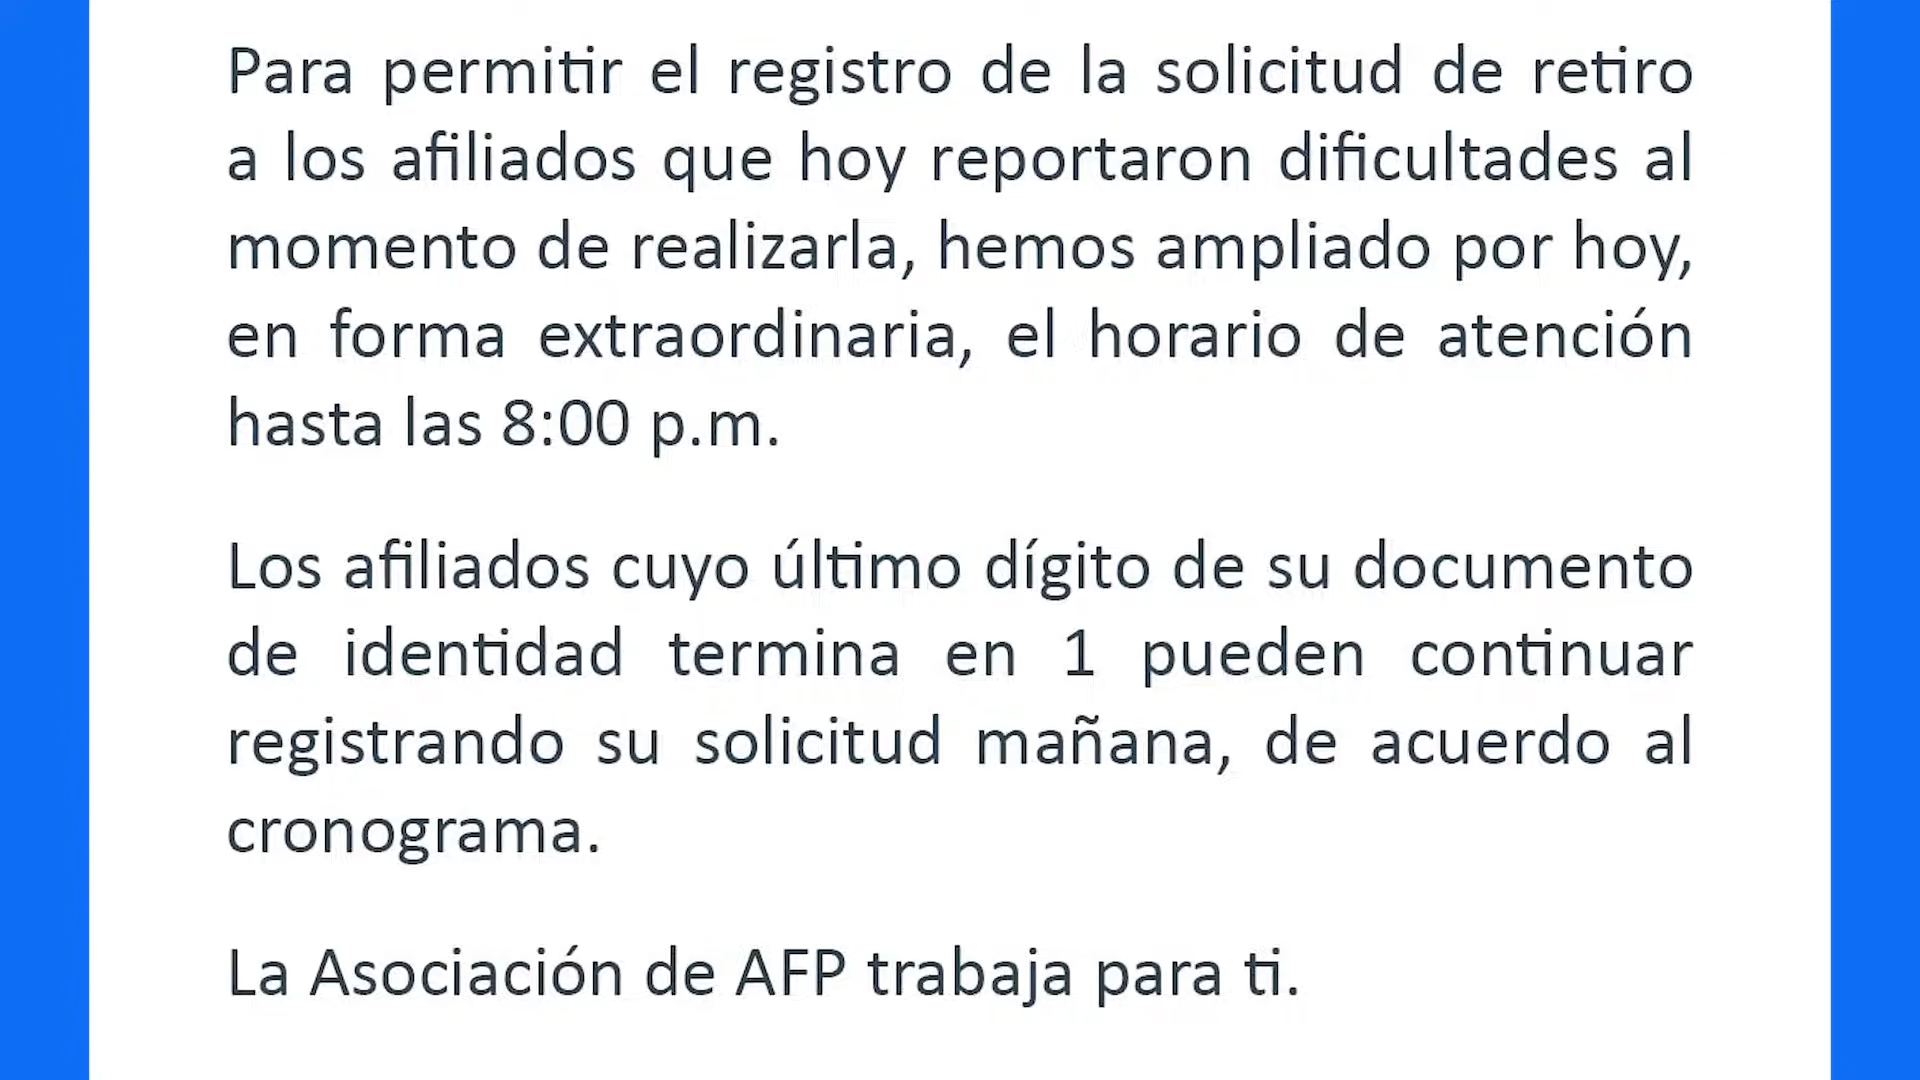 Para permitir el registro de la solicitud de retiro
a los afiliados que hoy reportaron dificultades al
momento de realizarla, hemos ampliado por hoy,
en forma extraordinaria, el horario de atención
hasta las 8:00 p.m.
Los afiliados cuyo último dígito de su documento
de identidad termina en 1 pueden continuar
registrando su solicitud mañana, de acuerdo al
cronograma.
La Asociación de AFP trabaja para ti.